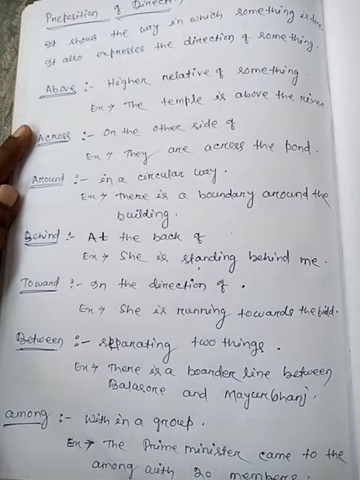 Preposition of Direct
It shows the way in which something is
It also expresses the direction of something.
Above :- Higher relative of something.
Ex → The temple is above the river
Across :- On the other side of
Ex → They are across the pond.
Around :- in a circular way.
Ex → There is a boundary around the
building.
Behind :- At the back of
Ex → She is standing behind me.
Toward :- In the direction of .
Ex → She is running towards the
Between :- separating two things .
Ex → There is a boarder line between
Balasore and Mayurbhanj.
among :- With in a group .
Ex → The Prime minister came to the
among with 20 members.